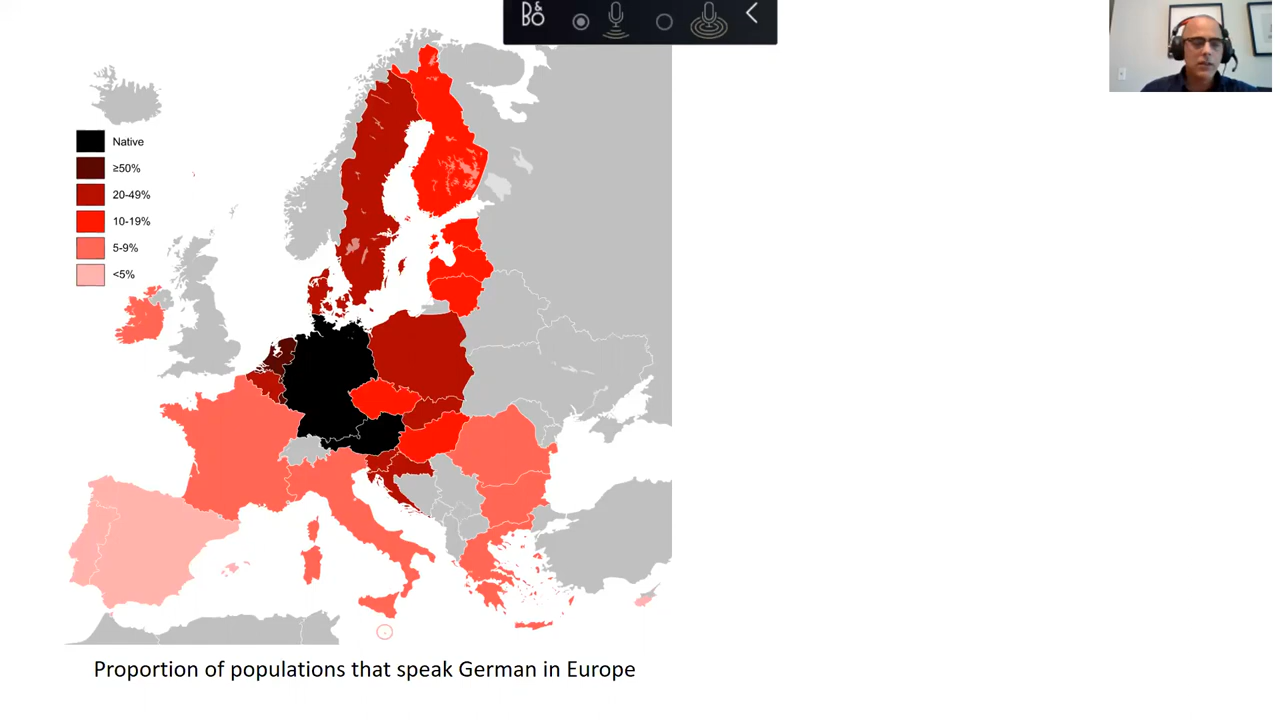 B&O
Native
≥50%
20-49%
10-19%
5-9%
<5%
Proportion of populations that speak German in Europe